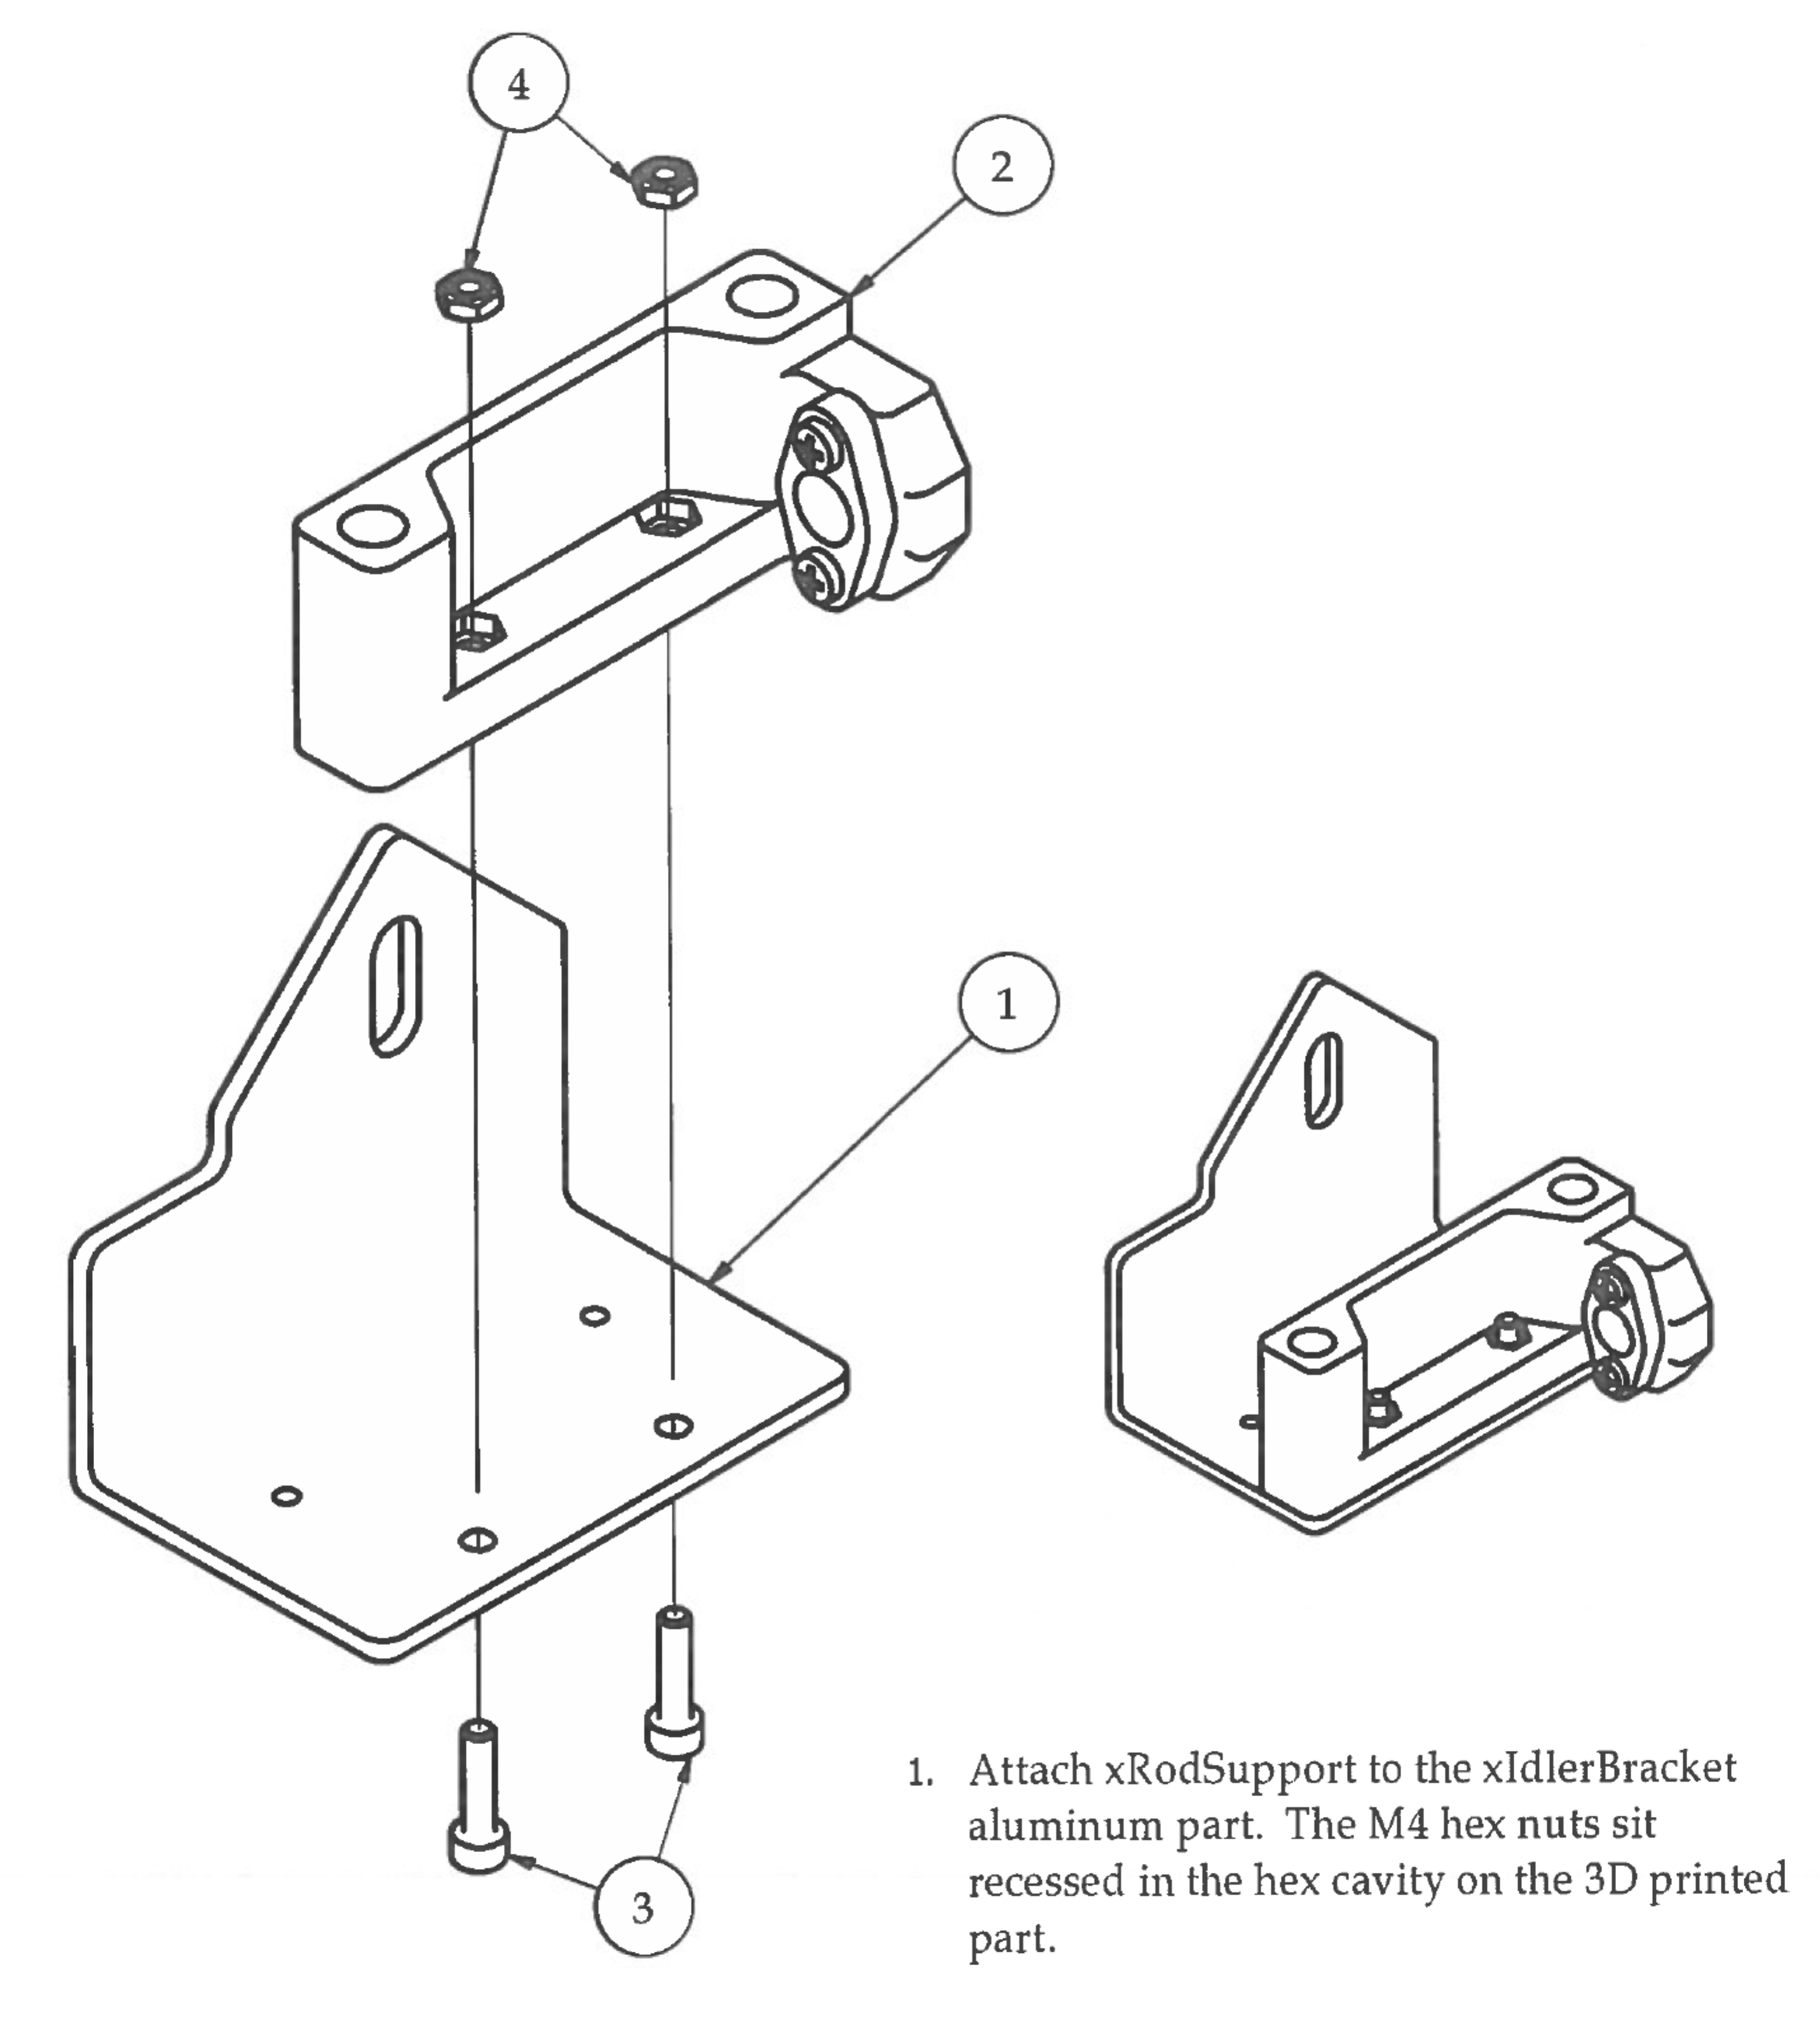 4
2
1
3
1. Attach xRodSupport to the xIdlerBracket
aluminum part. The M4 hex nuts sit
recessed in the hex cavity on the 3D printed
part.